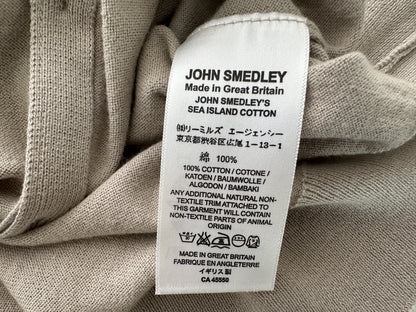 JOHN SMEDLEY
Made in Great Britain
JOHN SMEDLEY'S
SEA ISLAND COTTON
㈲リーミルズ エージェンシー
東京都渋谷区広尾 1-13-1
綿 100%
100% COTTON / COTONE /
KATOEN / BAUMWOLLE /
ALGODON / BAMBAKI
ANY ADDITIONAL NATURAL NON-
TEXTILE TRIM ATTACHED TO
THIS GARMENT WILL CONTAIN
NON-TEXTILE PARTS OF ANIMAL
ORIGIN
MADE IN GREAT BRITAIN
FABRIQUE EN ANGLETERRE
イギリス製
CA 45550